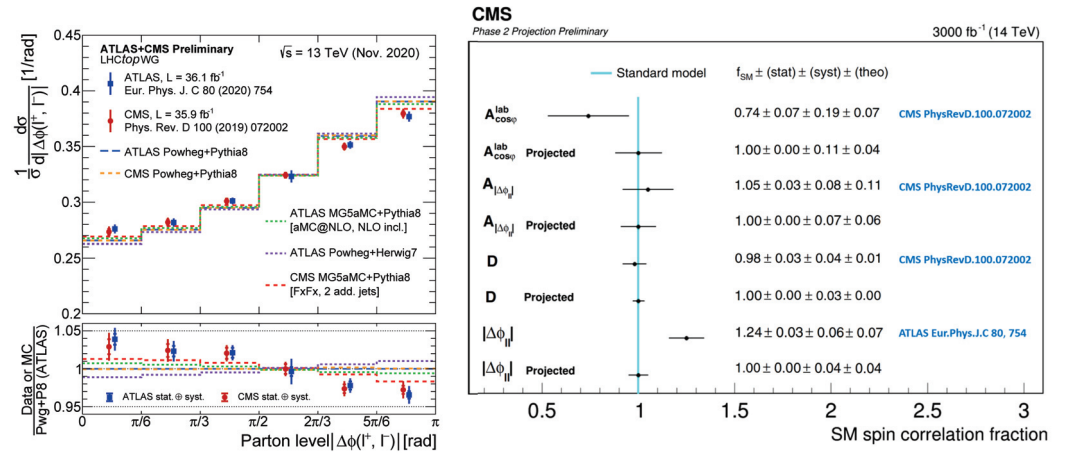 ATLAS+CMS Preliminary
LHCtopWG
√s = 13 TeV (Nov. 2020)
ATLAS, L = 36.1 fb⁻¹
Eur. Phys. J. C 80 (2020) 754
CMS, L = 35.9 fb⁻¹
Phys. Rev. D 100 (2019) 072002
ATLAS Powheg+Pythia8
CMS Powheg+Pythia8
ATLAS MG5aMC+Pythia8
[aMC@NLO, NLO incl.]
ATLAS Powheg+Herwig7
CMS MG5aMC+Pythia8
[FxFx, 2 add. jets]
1/σ dσ/d|Δϕ(l⁺, l⁻)| [1/rad]
0.45
0.4
0.35
0.3
0.25
0.2
Data or MC
Pwg+P8 (ATLAS)
1.05
1
0.95
ATLAS stat.⊕ syst.
CMS stat.⊕ syst.
0 π/6 π/3 π/2 2π/3 5π/6 π
Parton level|Δϕ(l⁺, l⁻)| [rad]
CMS
Phase 2 Projection Preliminary
3000 fb⁻¹ (14 TeV)
Standard model
f_SM ± (stat) ± (syst) ± (theo)
A^lab_cosφ 0.74 ± 0.07 ± 0.19 ± 0.07 CMS PhysRevD.100.072002
A^lab_cosφ Projected 1.00 ± 0.00 ± 0.11 ± 0.04
A_|Δϕ_ll| 1.05 ± 0.03 ± 0.08 ± 0.11 CMS PhysRevD.100.072002
A_|Δϕ_ll| Projected 1.00 ± 0.00 ± 0.07 ± 0.06
D 0.98 ± 0.03 ± 0.04 ± 0.01 CMS PhysRevD.100.072002
D Projected 1.00 ± 0.00 ± 0.03 ± 0.00
|Δϕ_ll| 1.24 ± 0.03 ± 0.06 ± 0.07 ATLAS Eur.Phys.J.C 80, 754
|Δϕ_ll| Projected 1.00 ± 0.00 ± 0.04 ± 0.04
0.5 1 1.5 2 2.5 3
SM spin correlation fraction